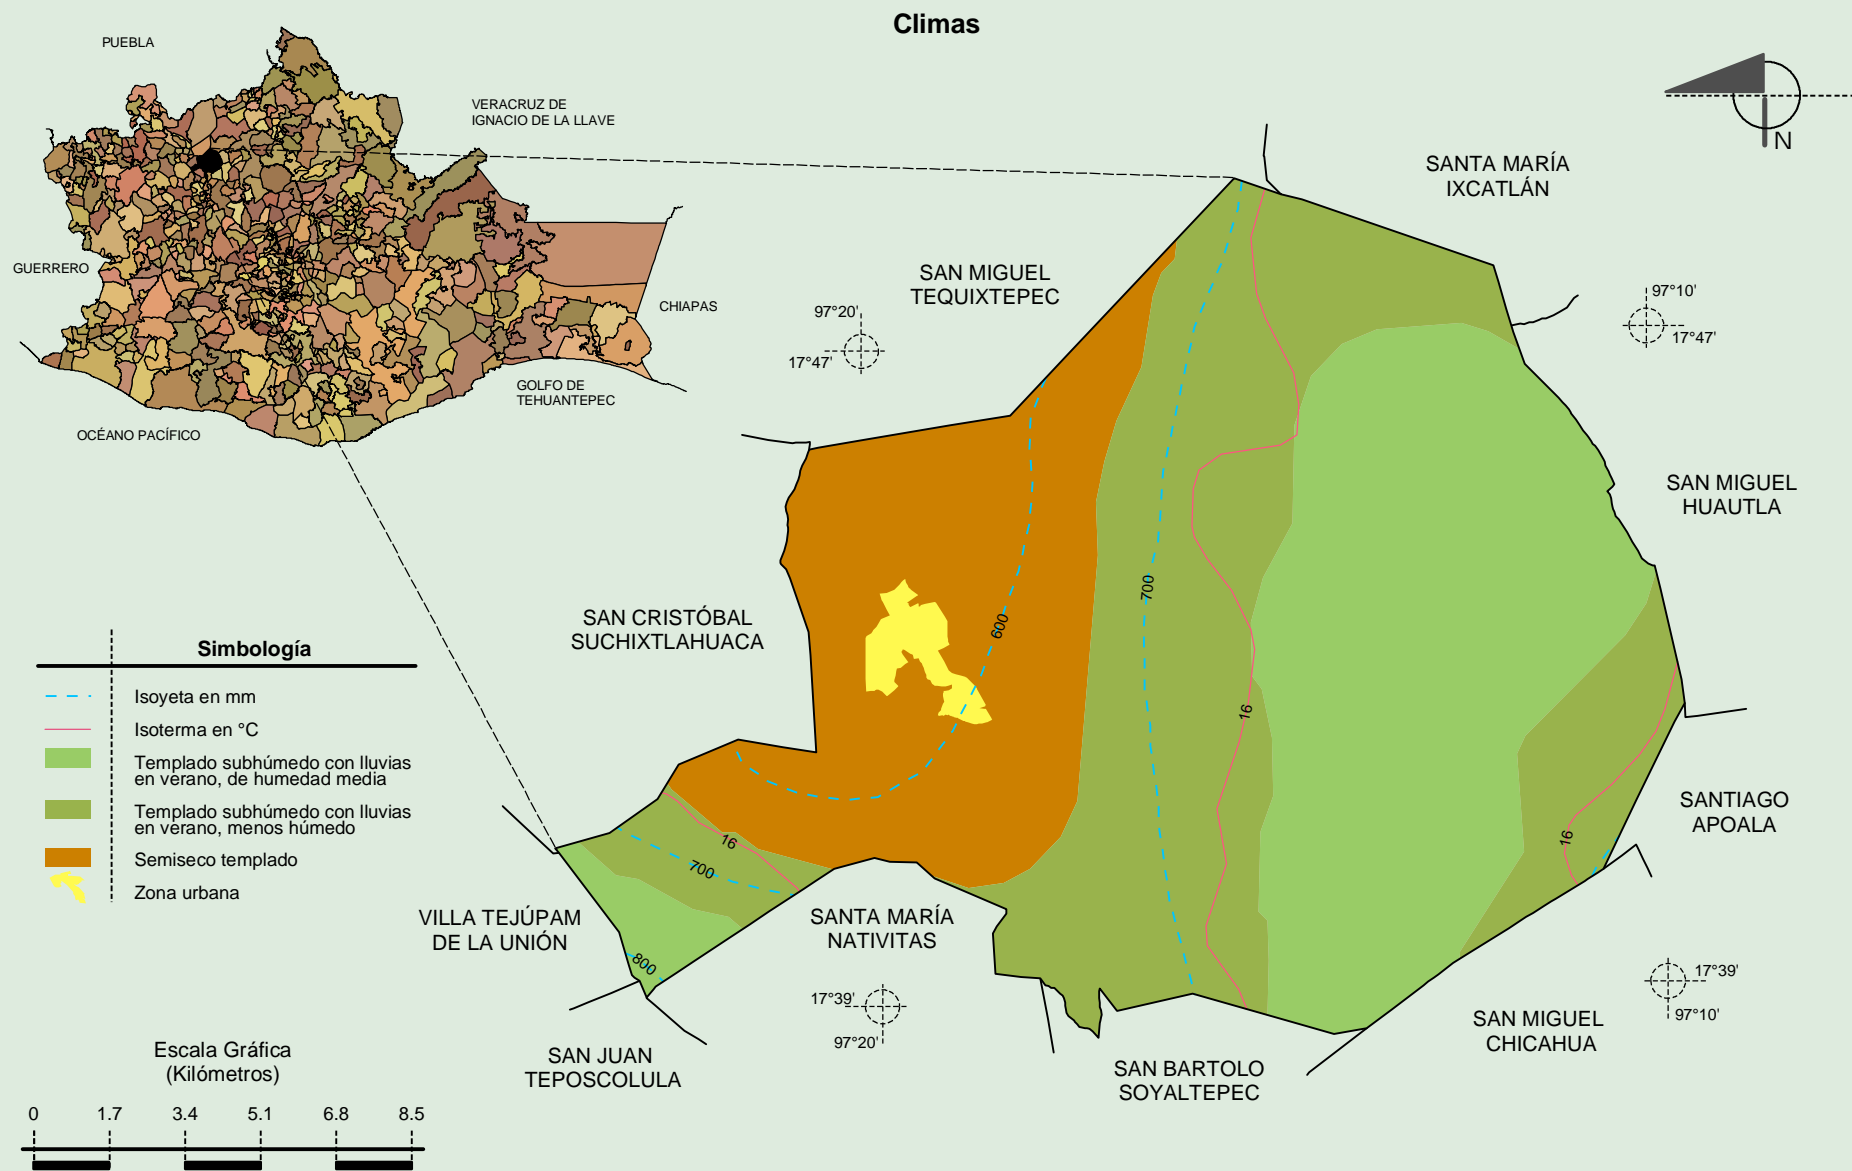 Climas
PUEBLA
VERACRUZ DE
IGNACIO DE LA LLAVE
GUERRERO
CHIAPAS
GOLFO DE
TEHUANTEPEC
OCÉANO PACÍFICO
N
SANTA MARÍA
IXCATLÁN
SAN MIGUEL
TEQUIXTEPEC
97°20'
17°47'
97°10'
17°47'
SAN MIGUEL
HUAUTLA
SAN CRISTÓBAL
SUCHIXTLAHUACA
600
700
16
16
700
800
16
SANTIAGO
APOALA
VILLA TEJÚPAM
DE LA UNIÓN
SANTA MARÍA
NATIVITAS
17°39'
97°20'
17°39'
97°10'
SAN MIGUEL
CHICAHUA
SAN JUAN
TEPOSCOLULA
SAN BARTOLO
SOYALTEPEC
Simbología
Isoyeta en mm
Isoterma en °C
Templado subhúmedo con lluvias
en verano, de humedad media
Templado subhúmedo con lluvias
en verano, menos húmedo
Semiseco templado
Zona urbana
Escala Gráfica
(Kilómetros)
0 1.7 3.4 5.1 6.8 8.5